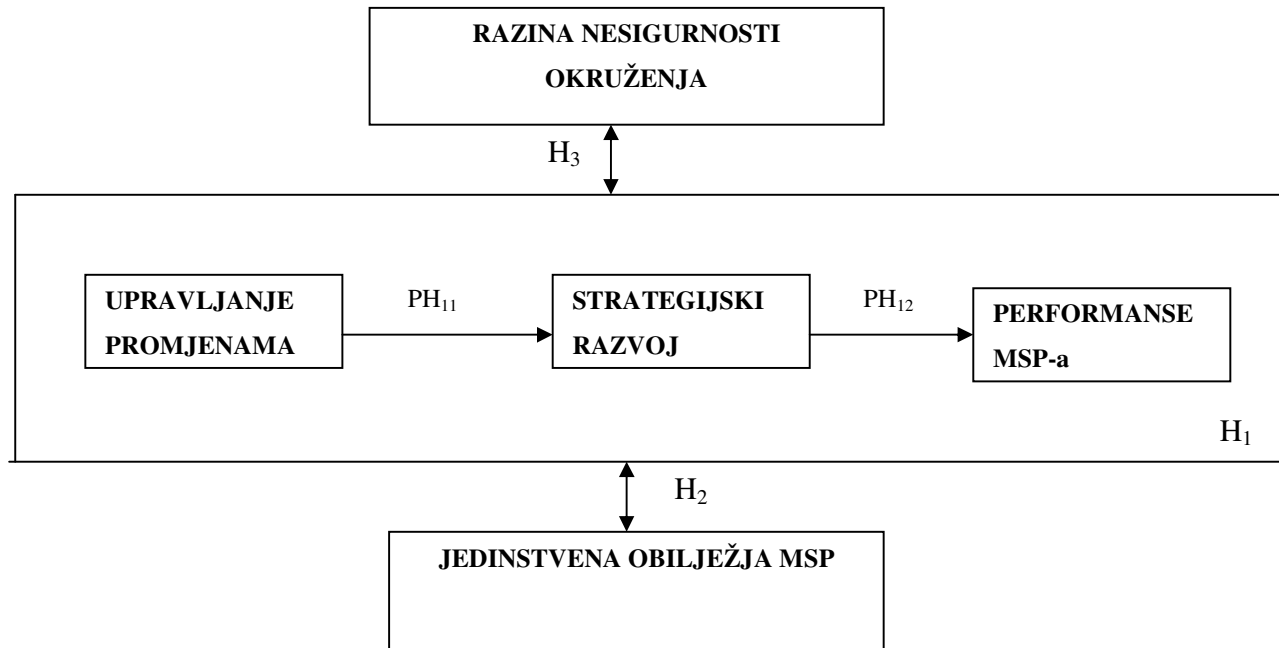 RAZINA NESIGURNOSTI
OKRUŽENJA
H₃
UPRAVLJANJE
PROMJENAMA
PH₁₁
STRATEGIJSKI
RAZVOJ
PH₁₂
PERFORMANSE
MSP-a
H₁
H₂
JEDINSTVENA OBILJEŽJA MSP